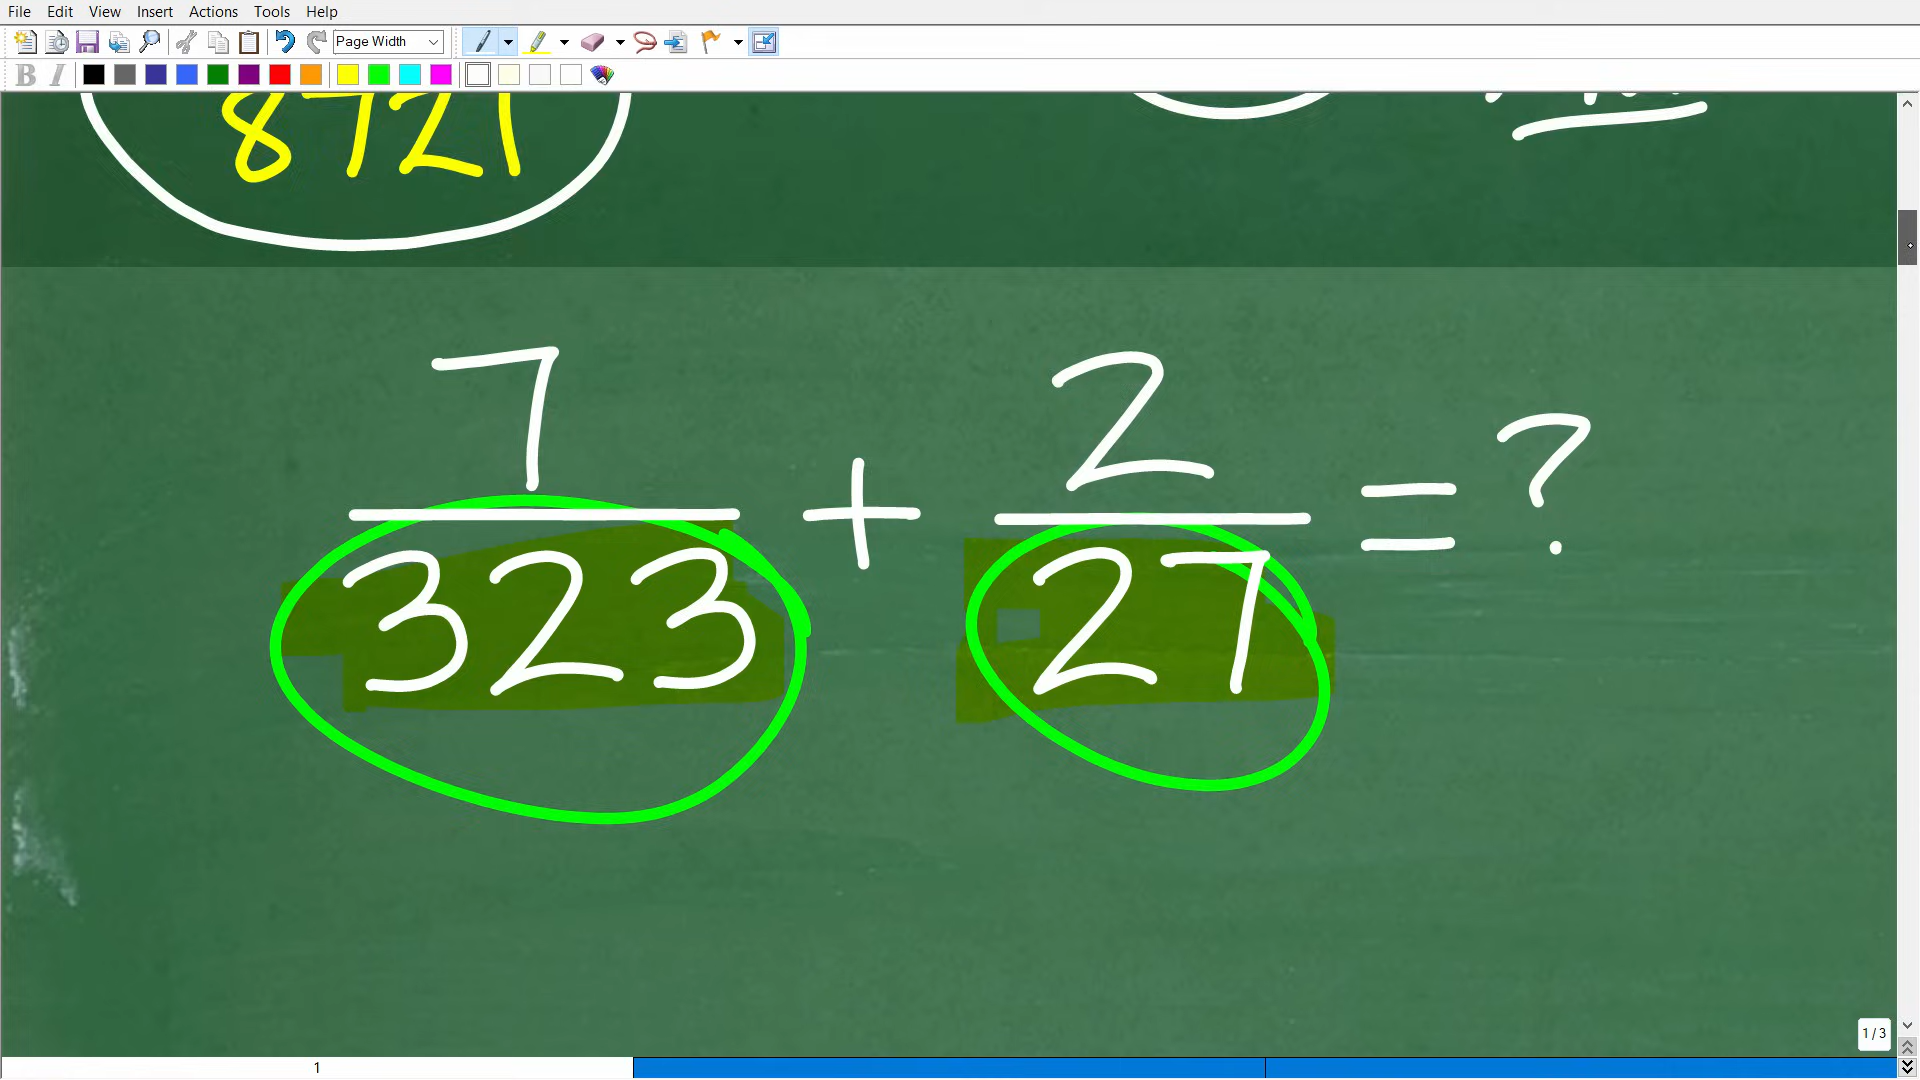 File Edit View Insert Actions Tools Help
Page Width
B I
8721
7 2
+ = ?
323 27
1 / 3
1